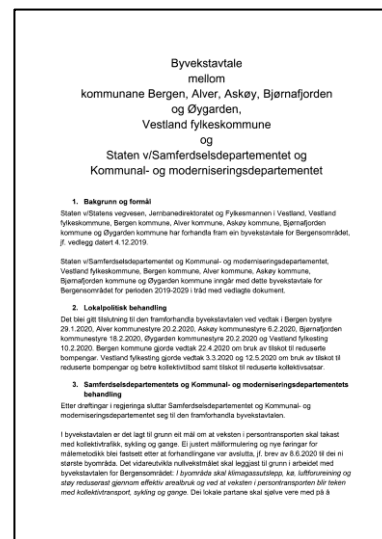 Byvekstavtale
mellom
kommunane Bergen, Alver, Askøy, Bjørnafjorden
og Øygarden,
Vestland fylkeskommune
og
Staten v/Samferdselsdepartementet og
Kommunal- og moderniseringsdepartementet
1. Bakgrunn og formål
Staten v/Statens vegvesen, Jernbanedirektoratet og Fylkesmannen i Vestland, Vestland
fylkeskommune, Bergen kommune, Alver kommune, Askøy kommune, Bjørnafjorden
kommune og Øygarden kommune har forhandla fram ein byvekstavtale for Bergensområdet,
jf. vedlegg datert 4.12.2019.
Staten v/Samferdselsdepartementet og Kommunal- og moderniseringsdepartementet,
Vestland fylkeskommune, Bergen kommune, Alver kommune, Askøy kommune,
Bjørnafjorden kommune og Øygarden kommune inngår med dette byvekstavtale for
Bergensområdet for perioden 2019-2029 i tråd med vedlagte dokument.
2. Lokalpolitisk behandling
Det blei gitt tilslutning til den framforhandla byvekstavtalen ved vedtak i Bergen bystyre
29.1.2020, Alver kommunestyre 20.2.2020, Askøy kommunestyre 6.2.2020, Bjørnafjorden
kommunestyre 18.2.2020, Øygarden kommunestyre 20.2.2020 og Vestland fylkesting
10.2.2020. Bergen kommune gjorde vedtak 22.4.2020 om bruk av tilskot til reduserte
bompengar. Vestland fylkesting gjorde vedtak 3.3.2020 og 12.5.2020 om bruk av tilskot til
reduserte bompengar og betre kollektivtilbod samt tilskot til reduserte kollektivsatsar.
3. Samferdselsdepartementets og Kommunal- og moderniseringsdepartementets
behandling
Etter drøftingar i regjeringa sluttar Samferdselsdepartementet og Kommunal- og
moderniseringsdepartementet seg til den framforhandla byvekstavtalen.
I byvekstavtalen er det lagt til grunn eit mål om at veksten i persontransporten skal takast
med kollektivtrafikk, sykling og gange. Ei justert målformulering og nye føringar for
målemetodikk blei fastsett etter at forhandlingane var avslutta, jf. brev av 8.6.2020 til dei ni
største byområda. Det vidareutvikla nullvekstmålet skal leggjast til grunn i arbeidet med
byvekstavtalen for Bergensområdet: I byområda skal klimagassutslepp, kø, luftforureining og
støy reduserast gjennom effektiv arealbruk og ved at veksten i persontransporten blir teken
med kollektivtransport, sykling og gange. Dei lokale partane skal sjølve vere med på å